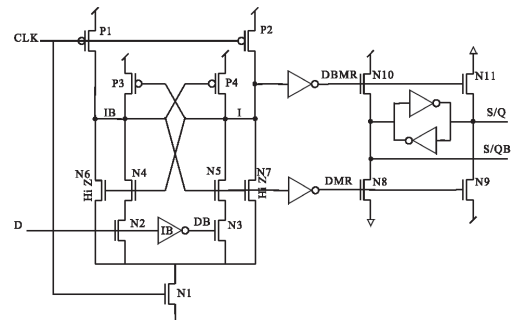 P1
P2
CLK
P3
P4
DBMR
N10
N11
IB
I
S/Q
N6
Hi Z
N4
N5
N7
Hi Z
S/QB
DMR
N8
N9
D
N2
IB
DB
N3
N1